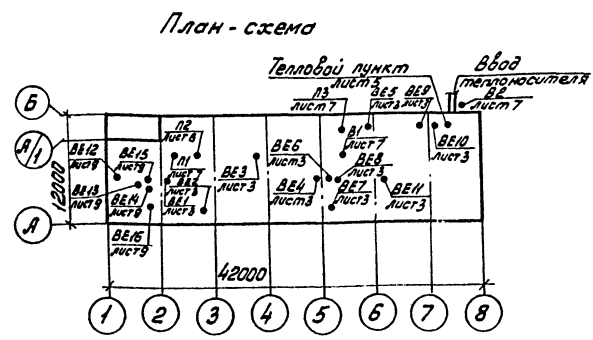 План-схема
Тепловой пункт
лист 5
Ввод
теплоносителя
В2
лист 7
П3
лист 7
ВЕ5
лист 3
ВЕ9
лист 3
Б
А/1
А
12000
П2
лист 8
В1
лист 7
ВЕ10
лист 3
ВЕ12
лист 9
ВЕ15
лист 9
П1
лист 8
ВЕ3
лист 3
ВЕ6
лист 3
ВЕ8
лист 3
ВЕ13
лист 9
ВЕ14
лист 9
ВЕ2
лист 3
ВЕ1
лист 3
ВЕ4
лист 3
ВЕ7
лист 3
ВЕ11
лист 3
ВЕ16
лист 9
42000
1 2 3 4 5 6 7 8